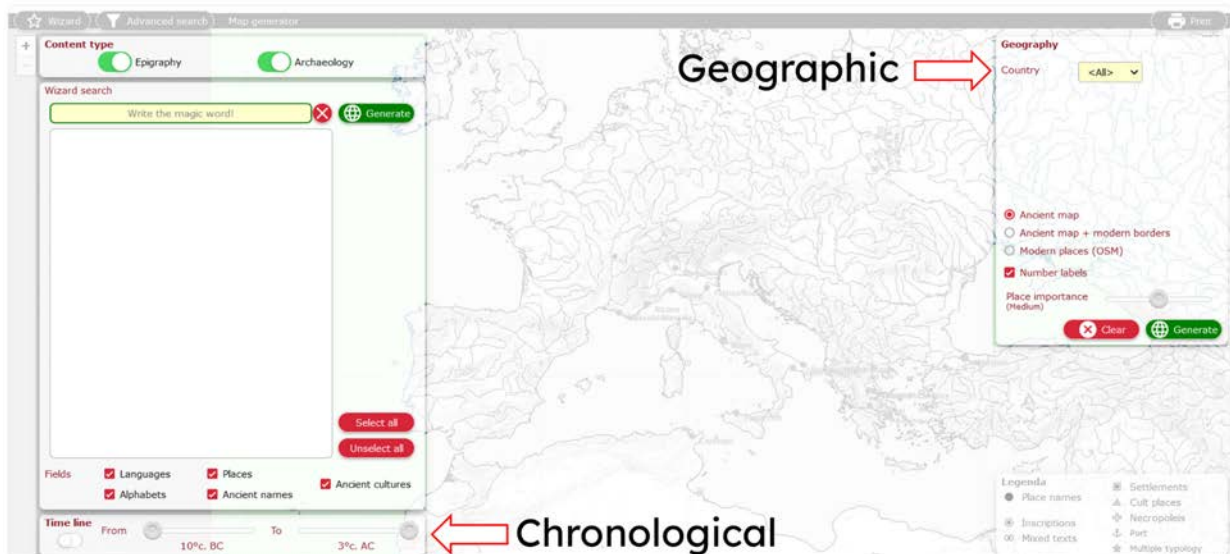 Wizard Advanced search Map generator Print
+
Content type
Epigraphy Archaeology
Wizard search
Write the magic word! Generate
Select all
Unselect all
Fields Languages Places Ancient cultures
Alphabets Ancient names
Time line From To
10ºc. BC 3ºc. AC
Geographic
Chronological
Geography
Country <All>
Ancient map
Ancient map + modern borders
Modern places (OSM)
Number labels
Place importance
(Medium)
Clear Generate
Legenda
Place names
Inscriptions
Mixed texts
Settlements
Cult places
Necropoleis
Port
Multiple typology